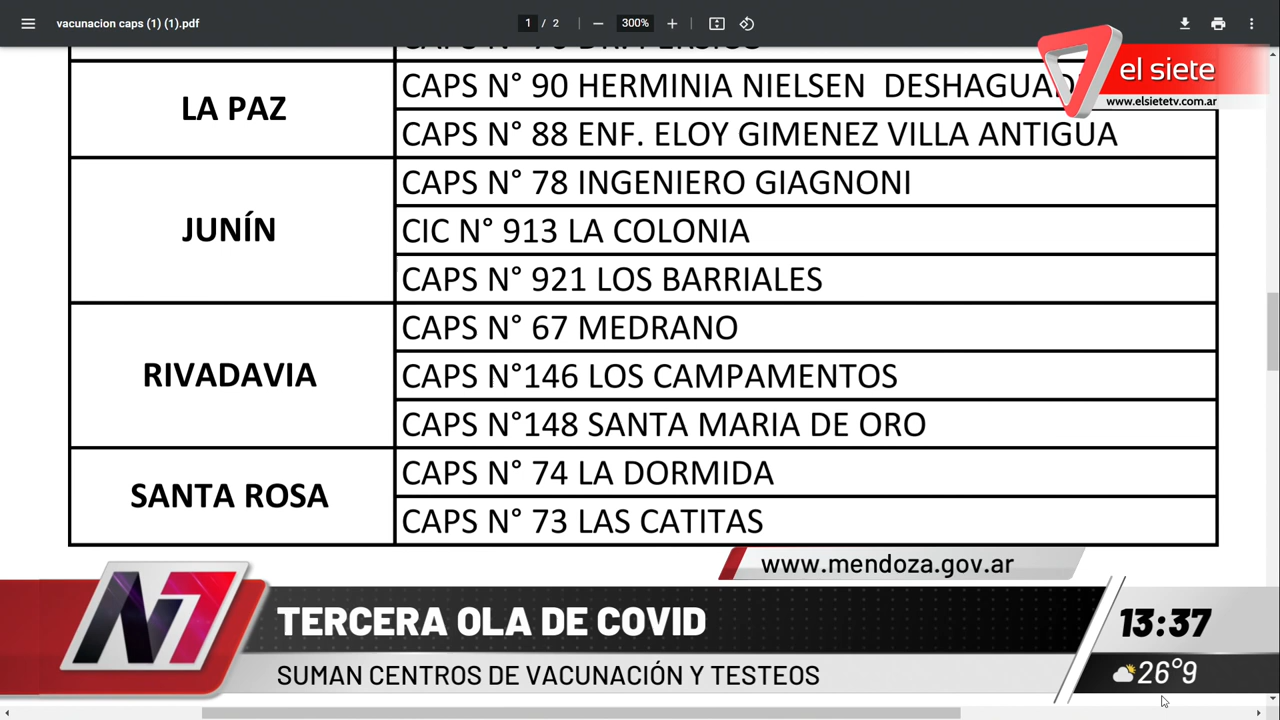 vacunacion caps (1) (1).pdf
1 / 2
300%
el siete
www.elsietetv.com.ar
LA PAZ
CAPS N° 90 HERMINIA NIELSEN DESHAGUAD
CAPS N° 88 ENF. ELOY GIMENEZ VILLA ANTIGUA
JUNÍN
CAPS N° 78 INGENIERO GIAGNONI
CIC N° 913 LA COLONIA
CAPS N° 921 LOS BARRIALES
RIVADAVIA
CAPS N° 67 MEDRANO
CAPS N°146 LOS CAMPAMENTOS
CAPS N°148 SANTA MARIA DE ORO
SANTA ROSA
CAPS N° 74 LA DORMIDA
CAPS N° 73 LAS CATITAS
www.mendoza.gov.ar
N7
TERCERA OLA DE COVID
SUMAN CENTROS DE VACUNACIÓN Y TESTEOS
13:37
26°9